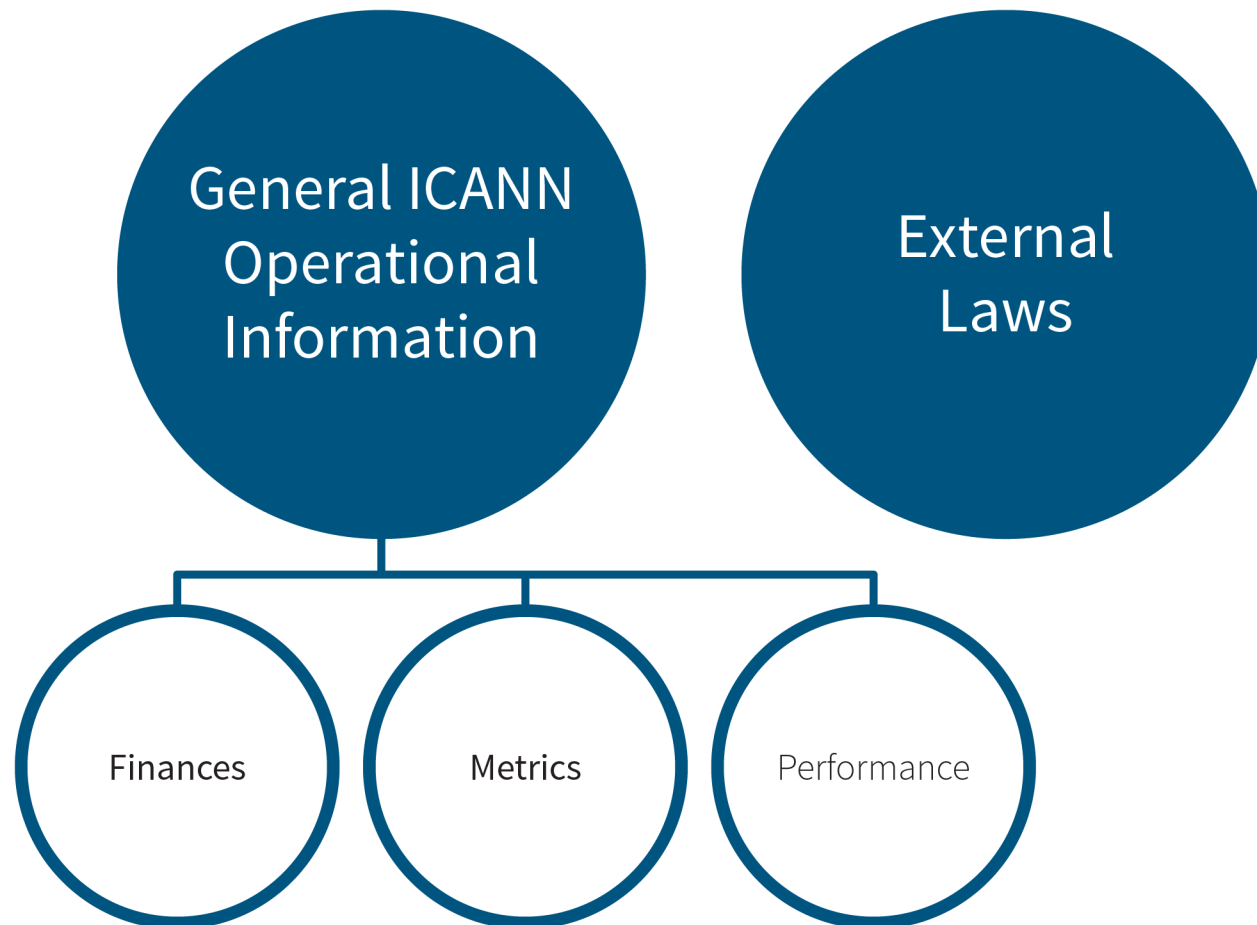 General ICANN
Operational
Information
External
Laws
Finances
Metrics
Performance